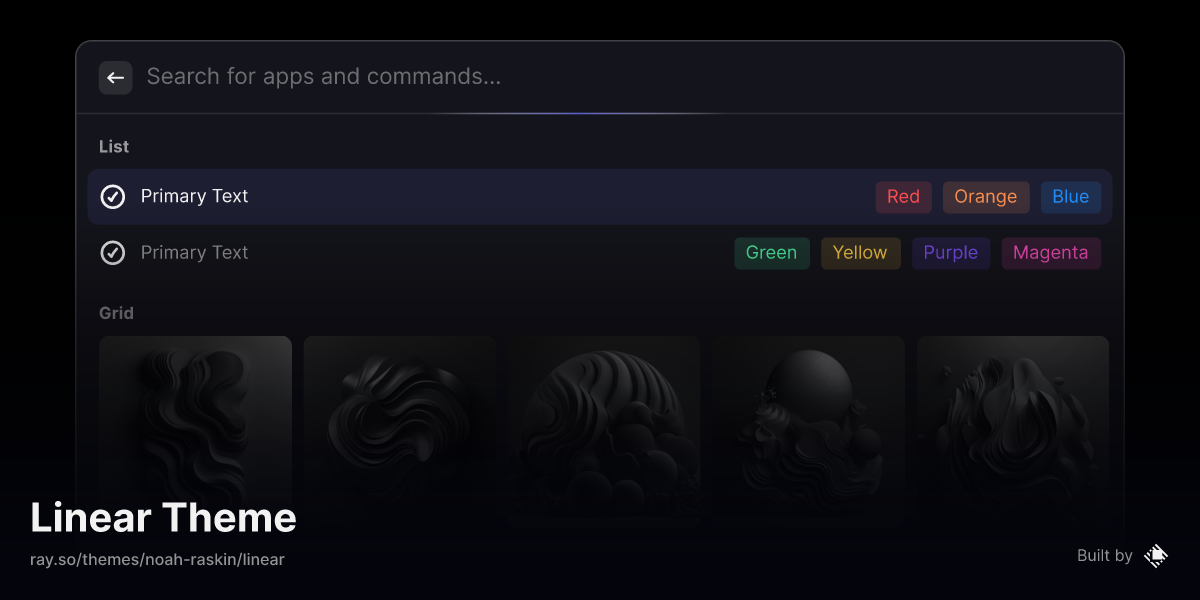 Search for apps and commands...
List
Primary Text Red Orange Blue
Primary Text Green Yellow Purple Magenta
Grid
Linear Theme
ray.so/themes/noah-raskin/linear
Built by